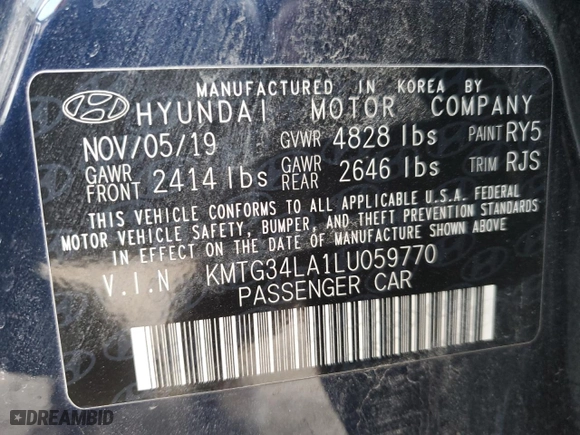 MANUFACTURED IN KOREA BY
HYUNDAI MOTOR COMPANY
NOV/05/19 GVWR 4828 lbs PAINT RY5
GAWR FRONT 2414 lbs GAWR REAR 2646 lbs TRIM RJS
THIS VEHICLE CONFORMS TO ALL APPLICABLE U.S.A. FEDERAL
MOTOR VEHICLE SAFETY, BUMPER, AND THEFT PREVENTION STANDARDS
IN EFFECT ON THE DATE OF MANUFACTURE SHOWN ABOVE.
V.I.N KMTG34LA1LU059770
PASSENGER CAR
DREAMBID